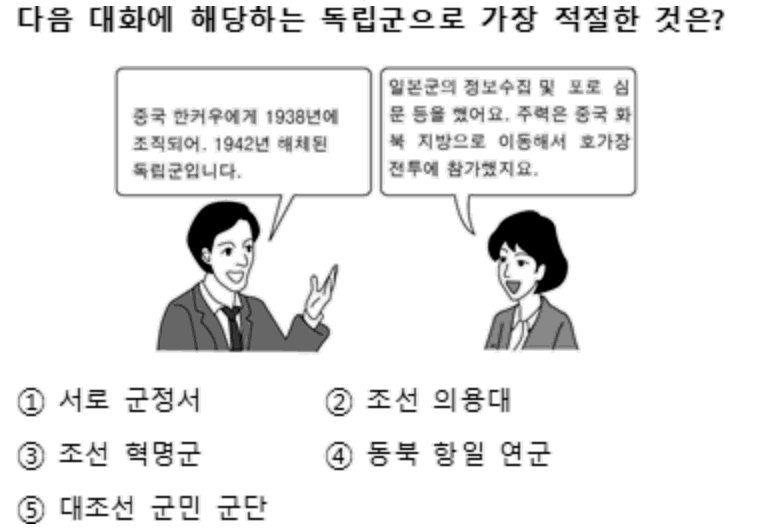 다음 대화에 해당하는 독립군으로 가장 적절한 것은?
중국 한커우에게 1938년에
조직되어. 1942년 해체된
독립군입니다.
일본군의 정보수집 및 포로 심
문 등을 했어요. 주력은 중국 화
북 지방으로 이동해서 호가장
전투에 참가했지요.
① 서로 군정서
② 조선 의용대
③ 조선 혁명군
④ 동북 항일 연군
⑤ 대조선 군민 군단